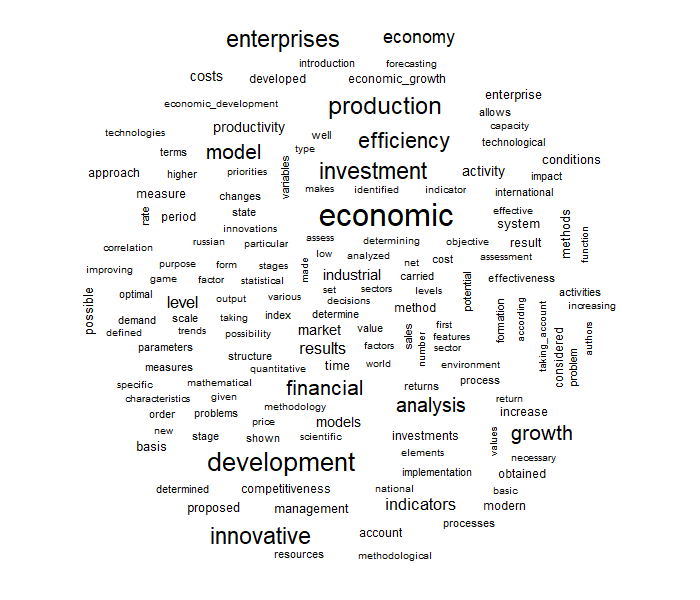 enterprises
economy
introduction
forecasting
costs
developed
economic_growth
enterprise
economic_development
production
allows
capacity
technologies
productivity
well
efficiency
technological
type
terms
model
variables
conditions
approach
higher
priorities
investment
activity
impact
measure
changes
makes
identified
indicator
international
rate
period
state
economic
effective
system
methods
function
innovations
correlation
russian
particular
assess
determining
objective
result
low
analyzed
net
cost
assessment
improving
purpose
form
stages
made
industrial
carried
potential
effectiveness
game
factor
statistical
possible
optimal
level
output
various
set
sectors
levels
decisions
method
activities
increasing
formation
according
taking_account
considered
problem
authors
demand
scale
taking
index
determine
defined
trends
possibility
market
value
sales
number
first
features
parameters
structure
results
factors
sector
measures
quantitative
time
world
environment
specific
mathematical
financial
returns
process
characteristics
given
methodology
analysis
return
increase
order
problems
price
models
new
stage
shown
scientific
investments
values
growth
basis
elements
development
implementation
necessary
obtained
determined
competitiveness
national
basic
proposed
management
indicators
modern
innovative
account
processes
resources
methodological